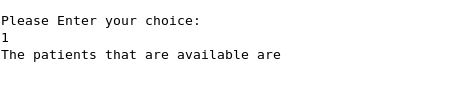 Please Enter your choice:
1
The patients that are available are